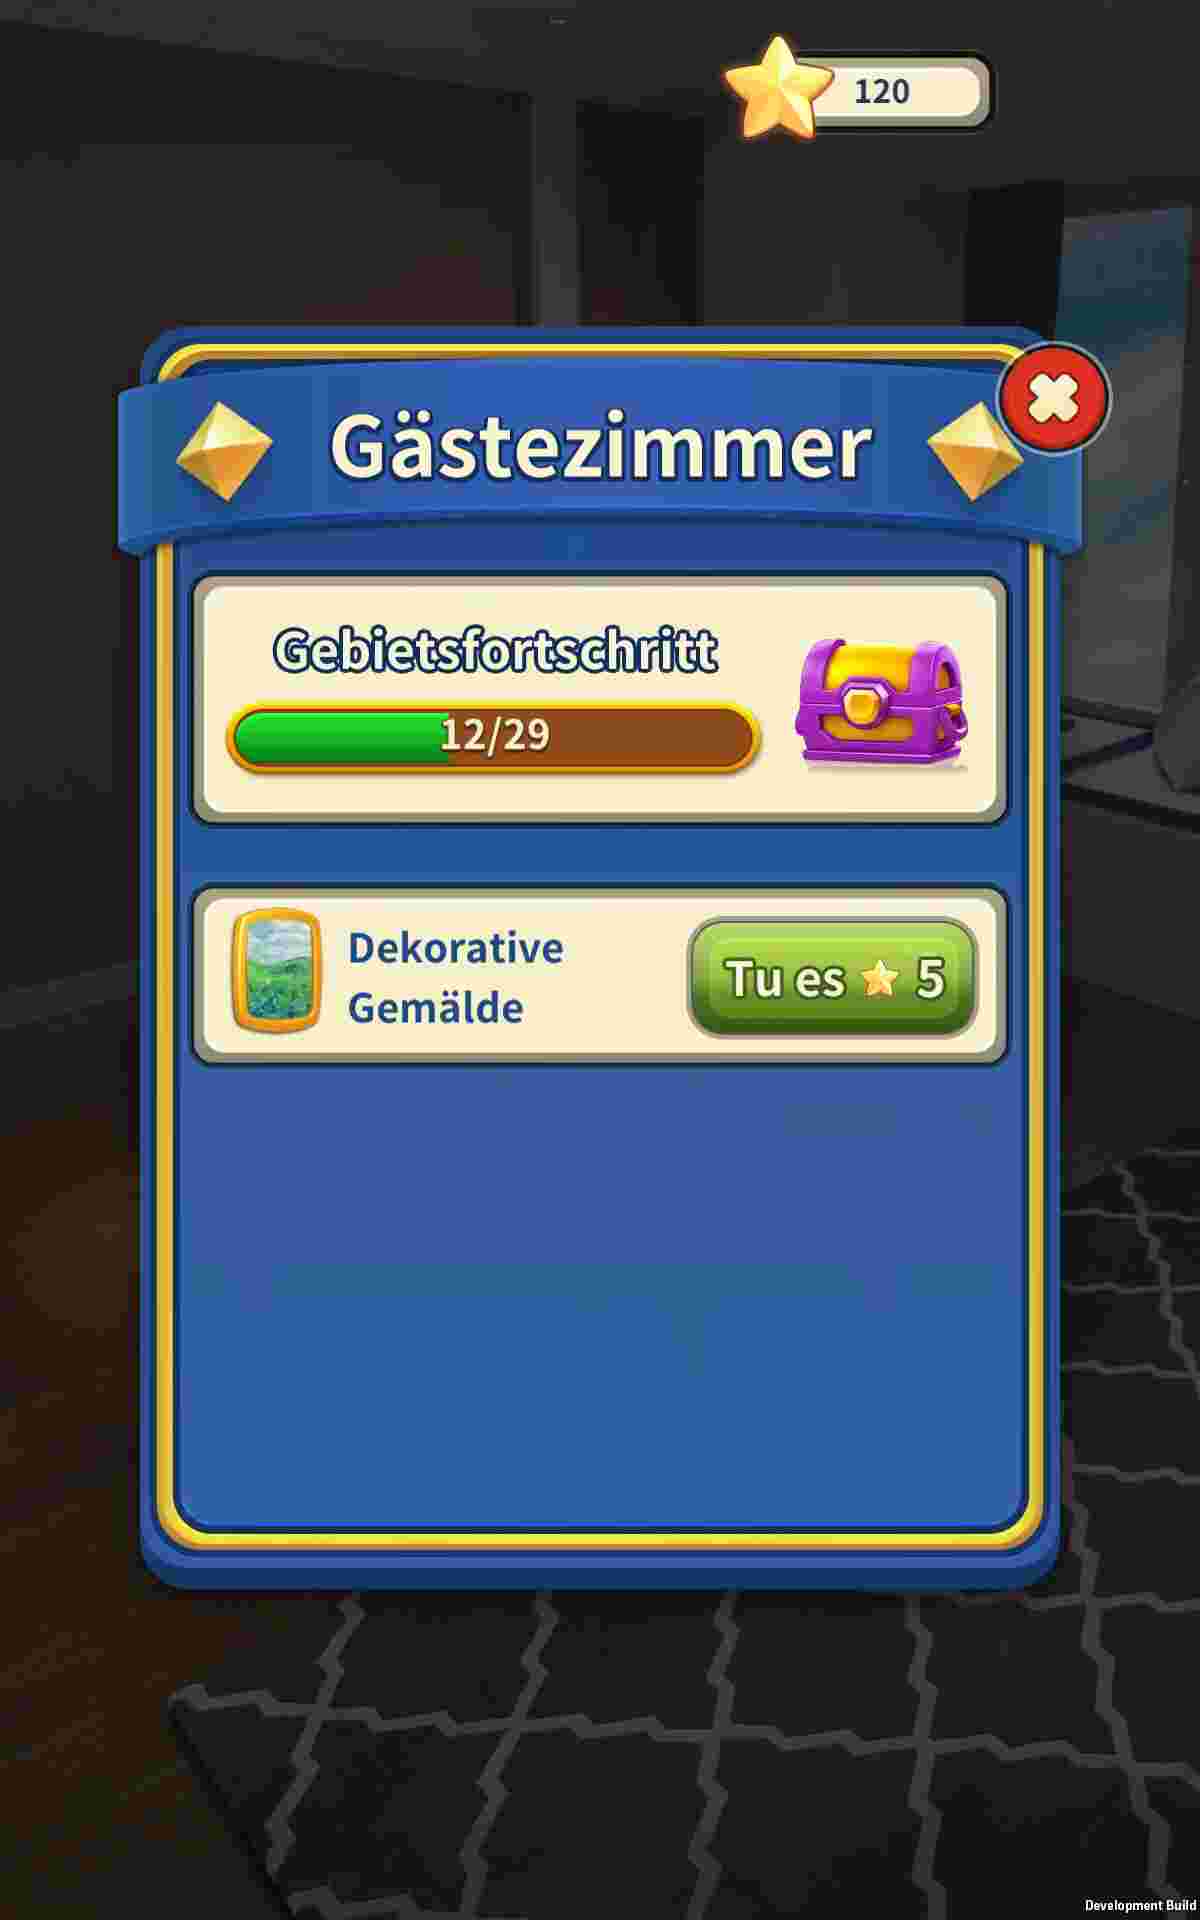 120
Gästezimmer
Gebietsfortschritt
12/29
Dekorative
Gemälde
Tu es 5
Development Build